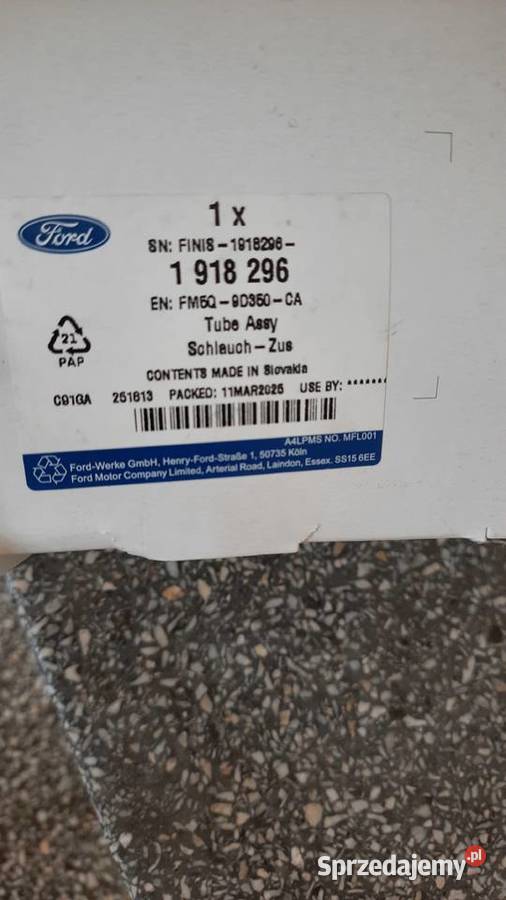 1 x
Ford
SN: FINIS-1918296-
1 918 296
EN: FM5Q-9D350-CA
Tube Assy
Schlauch-Zus
21
PAP
CONTENTS MADE IN Slovakia
C91GA 251613 PACKED: 11MAR2025 USE BY: *******
A4LPMS NO. MFL001
Ford-Werke GmbH, Henry-Ford-Straße 1, 50735 Köln
Ford Motor Company Limited, Arterial Road, Laindon, Essex. SS15 6EE
Sprzedajemy.pl